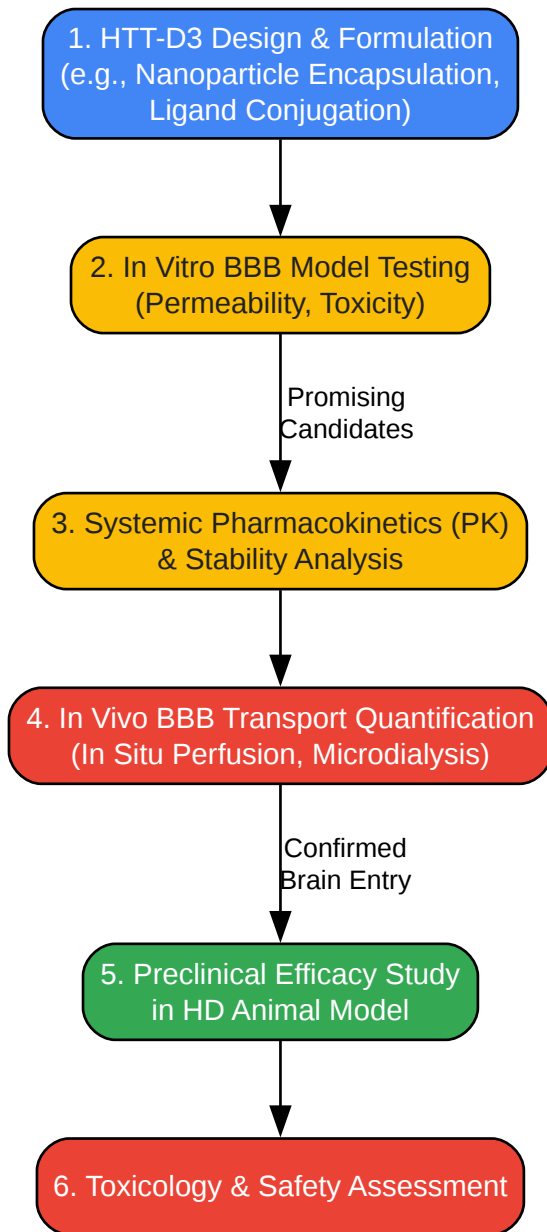 1. HTT-D3 Design & Formulation
(e.g., Nanoparticle Encapsulation,
Ligand Conjugation)
2. In Vitro BBB Model Testing
(Permeability, Toxicity)
Promising
Candidates
3. Systemic Pharmacokinetics (PK)
& Stability Analysis
4. In Vivo BBB Transport Quantification
(In Situ Perfusion, Microdialysis)
Confirmed
Brain Entry
5. Preclinical Efficacy Study
in HD Animal Model
6. Toxicology & Safety Assessment